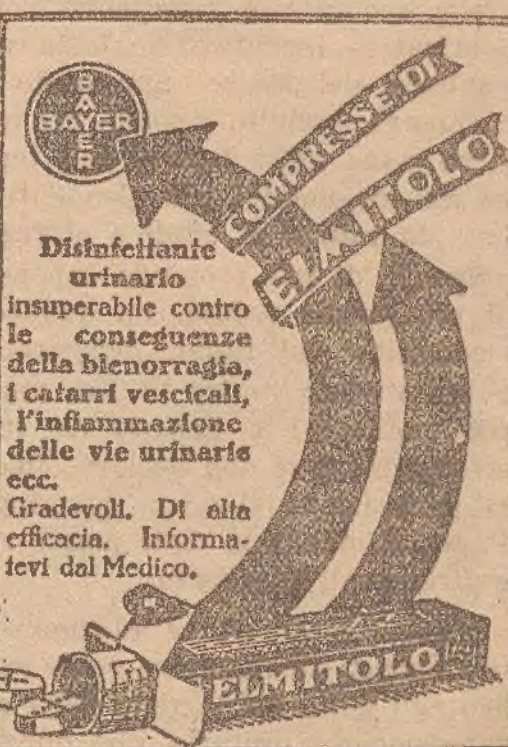 BAYER
BAYER
COMPRESSE DI
ELMITOLO
Disinfettante
urinario
insuperabile contro
le conseguenze
della blenorragia,
i catarri vescicali,
l'infiammazione
delle vie urinarie
ecc.
Gradevoli. Di alta
efficacia. Informa-
tevi dal Medico.
ELMITOLO